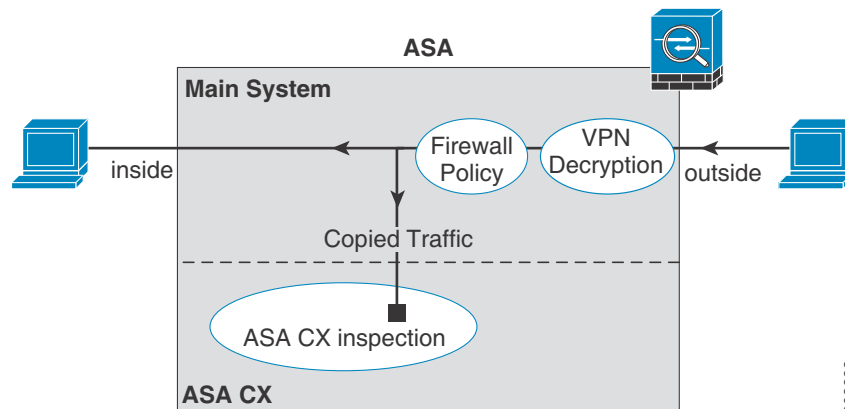 ASA
Main System
inside
Firewall
Policy
VPN
Decryption
outside
Copied Traffic
ASA CX inspection
ASA CX